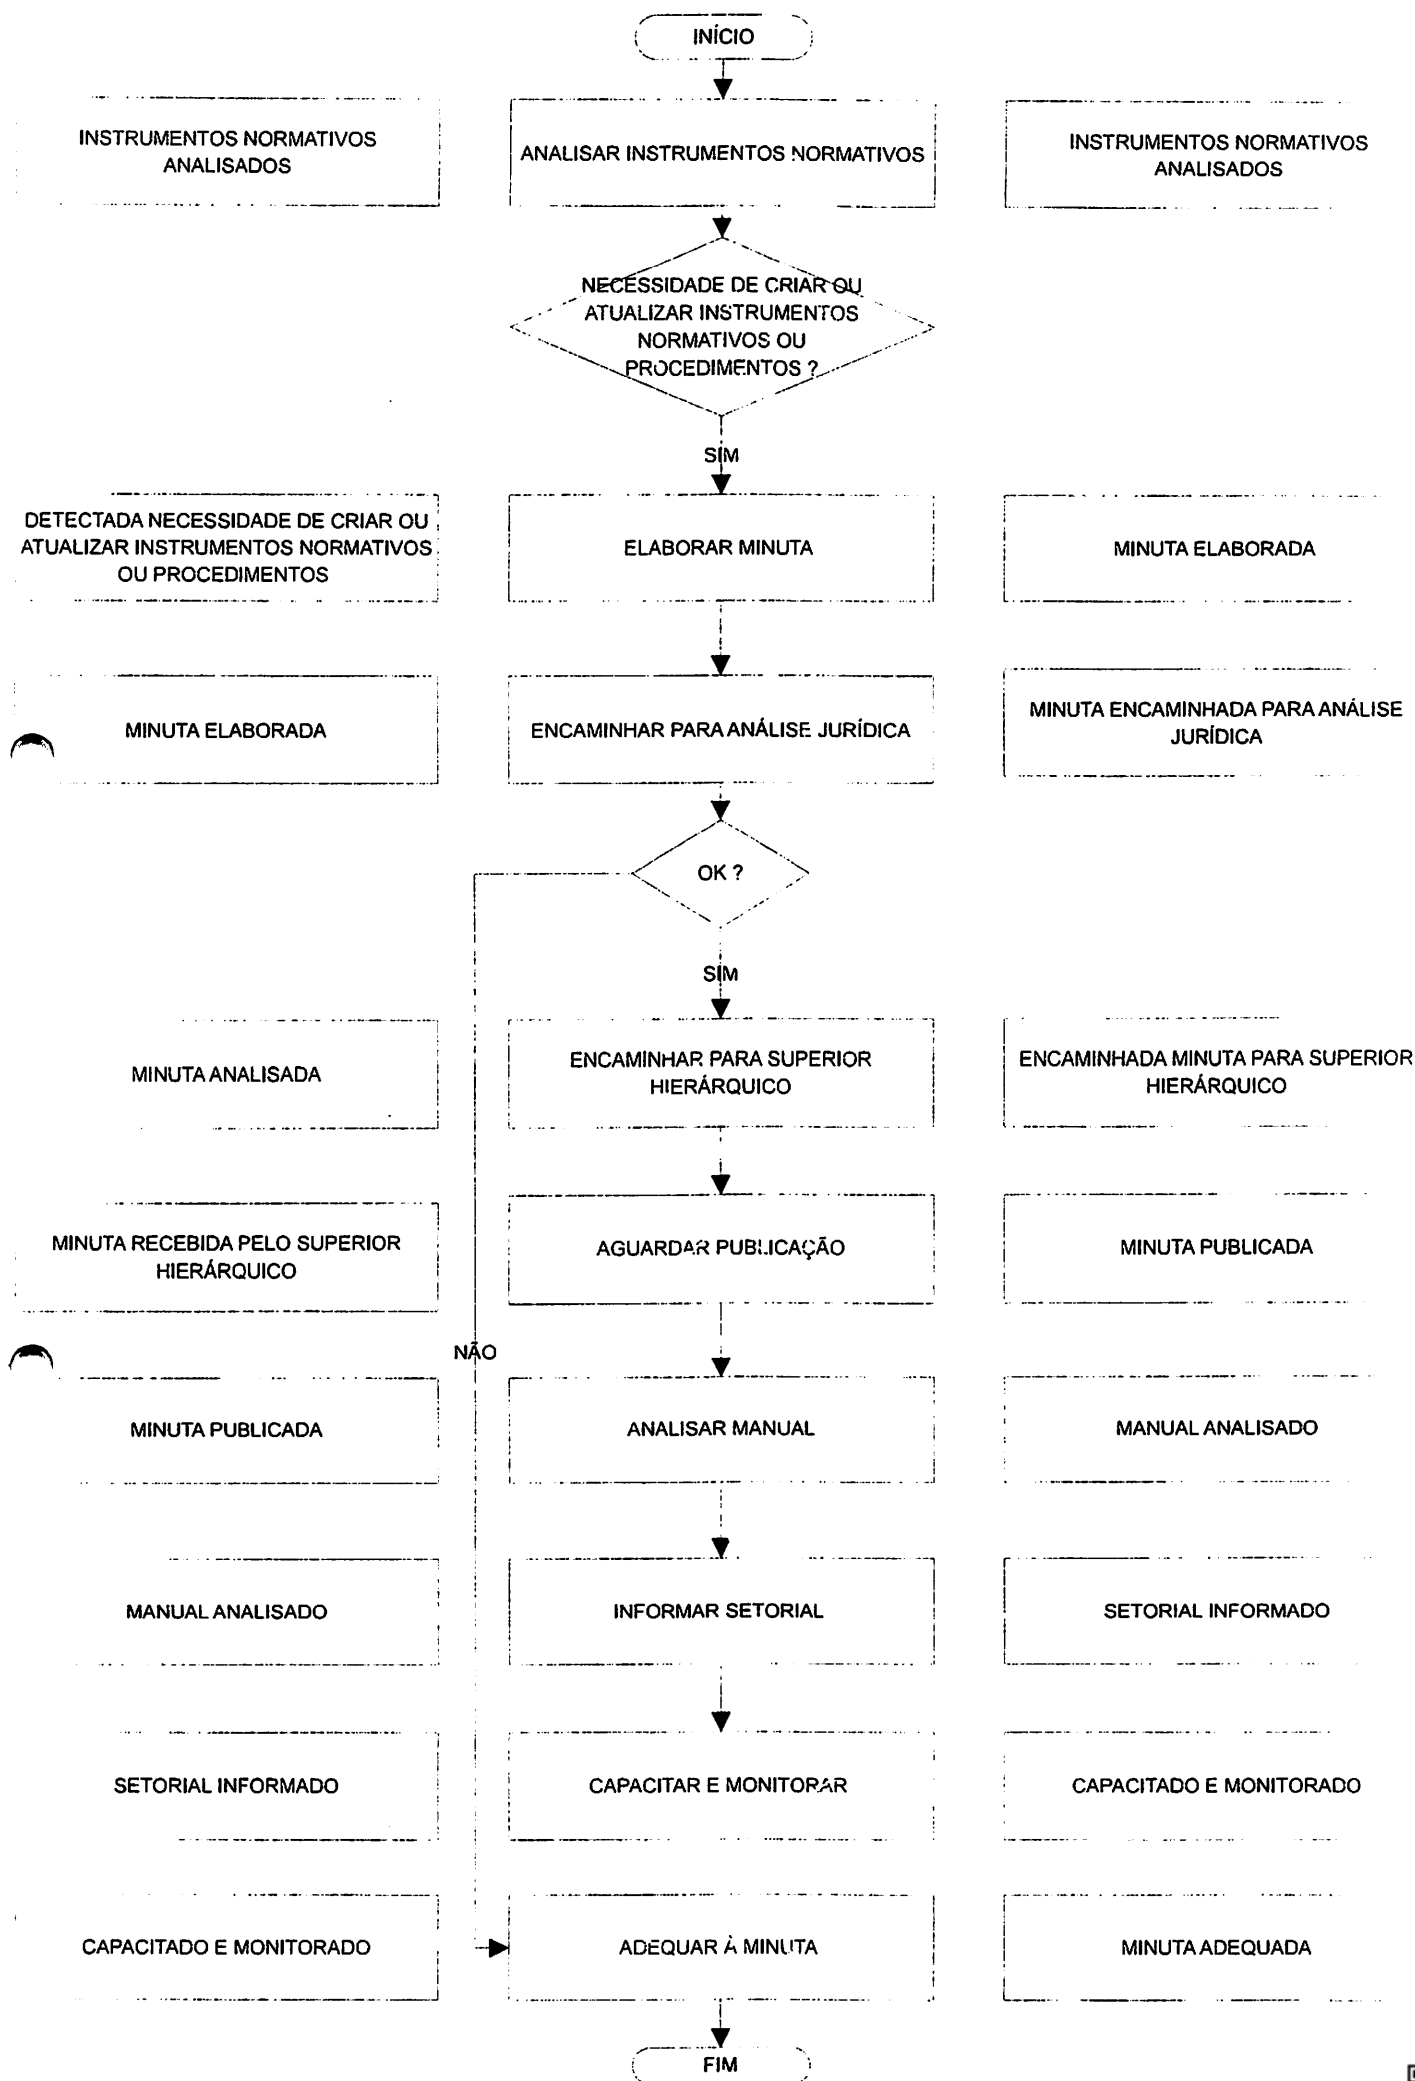 INÍCIO
INSTRUMENTOS NORMATIVOS
ANALISADOS
ANALISAR INSTRUMENTOS NORMATIVOS
INSTRUMENTOS NORMATIVOS
ANALISADOS
NECESSIDADE DE CRIAR OU
ATUALIZAR INSTRUMENTOS
NORMATIVOS OU
PROCEDIMENTOS ?
SIM
DETECTADA NECESSIDADE DE CRIAR OU
ATUALIZAR INSTRUMENTOS NORMATIVOS
OU PROCEDIMENTOS
ELABORAR MINUTA
MINUTA ELABORADA
MINUTA ELABORADA
ENCAMINHAR PARA ANÁLISE JURÍDICA
MINUTA ENCAMINHADA PARA ANÁLISE
JURÍDICA
OK ?
SIM
MINUTA ANALISADA
ENCAMINHAR PARA SUPERIOR
HIERÁRQUICO
ENCAMINHADA MINUTA PARA SUPERIOR
HIERÁRQUICO
MINUTA RECEBIDA PELO SUPERIOR
HIERÁRQUICO
AGUARDAR PUBLICAÇÃO
MINUTA PUBLICADA
NÃO
MINUTA PUBLICADA
ANALISAR MANUAL
MANUAL ANALISADO
MANUAL ANALISADO
INFORMAR SETORIAL
SETORIAL INFORMADO
SETORIAL INFORMADO
CAPACITAR E MONITORAR
CAPACITADO E MONITORADO
CAPACITADO E MONITORADO
ADEQUAR À MINUTA
MINUTA ADEQUADA
FIM